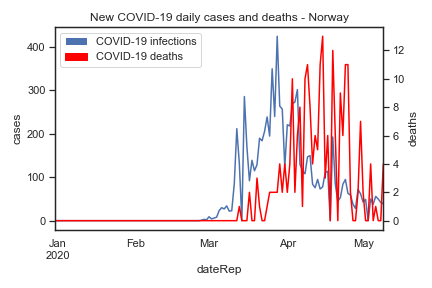 New COVID-19 daily cases and deaths - Norway
COVID-19 infections
COVID-19 deaths
400
300
200
100
0
cases
12
10
8
6
4
2
0
deaths
Jan
2020
Feb
Mar
Apr
May
dateRep